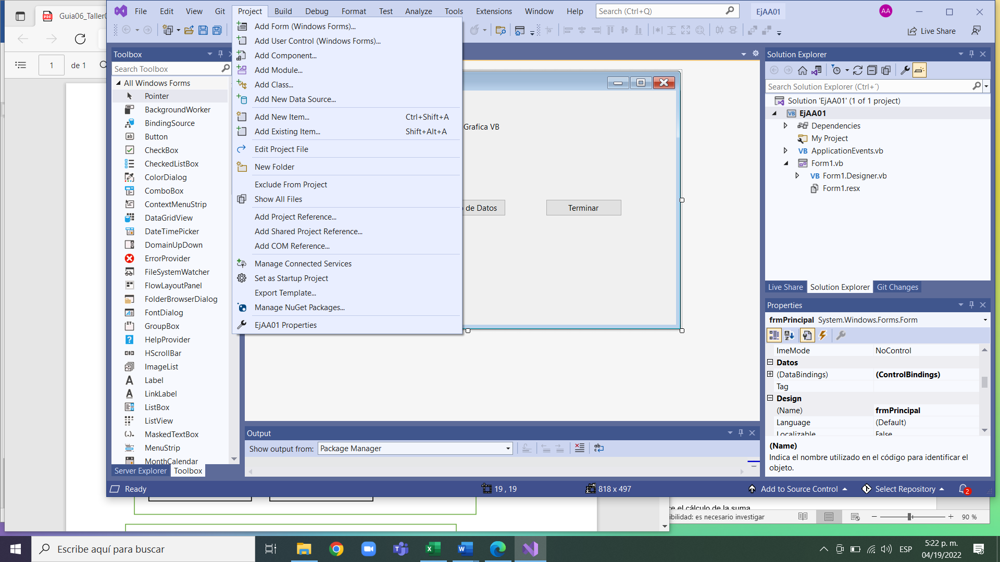 Guia06_Taller
1
de 1
File Edit View Git Project Build Debug Format Test Analyze Tools Extensions Window Help
Search (Ctrl+Q)
EjAA01
AA
Live Share
Toolbox
Search Toolbox
All Windows Forms
Pointer
BackgroundWorker
BindingSource
Button
CheckBox
CheckedListBox
ColorDialog
ComboBox
ContextMenuStrip
DataGridView
DateTimePicker
DomainUpDown
ErrorProvider
FileSystemWatcher
FlowLayoutPanel
FolderBrowserDialog
FontDialog
GroupBox
HelpProvider
HScrollBar
ImageList
Label
LinkLabel
ListBox
ListView
MaskedTextBox
MenuStrip
MonthCalendar
Server Explorer
Toolbox
Add Form (Windows Forms)...
Add User Control (Windows Forms)...
Add Component...
Add Module...
Add Class...
Add New Data Source...
Add New Item... Ctrl+Shift+A
Add Existing Item... Shift+Alt+A
Edit Project File
New Folder
Exclude From Project
Show All Files
Add Project Reference...
Add Shared Project Reference...
Add COM Reference...
Manage Connected Services
Set as Startup Project
Export Template...
Manage NuGet Packages...
EjAA01 Properties
Grafica VB
de Datos
Terminar
Output
Show output from: Package Manager
Solution Explorer
Search Solution Explorer (Ctrl+´)
Solution 'EjAA01' (1 of 1 project)
VB EjAA01
Dependencies
My Project
VB ApplicationEvents.vb
Form1.vb
VB Form1.Designer.vb
Form1.resx
Live Share Solution Explorer Git Changes
Properties
frmPrincipal System.Windows.Forms.Form
ImeMode NoControl
Datos
(DataBindings) (ControlBindings)
Tag
Design
(Name) frmPrincipal
Language (Default)
Localizable False
(Name)
Indica el nombre utilizado en el código para identificar el
objeto.
Ready
19 , 19
818 x 497
Add to Source Control
Select Repository
2
ce el cálculo de la suma
ibilidad: es necesario investigar
90 %
Escribe aquí para buscar
ESP
5:22 p. m.
04/19/2022